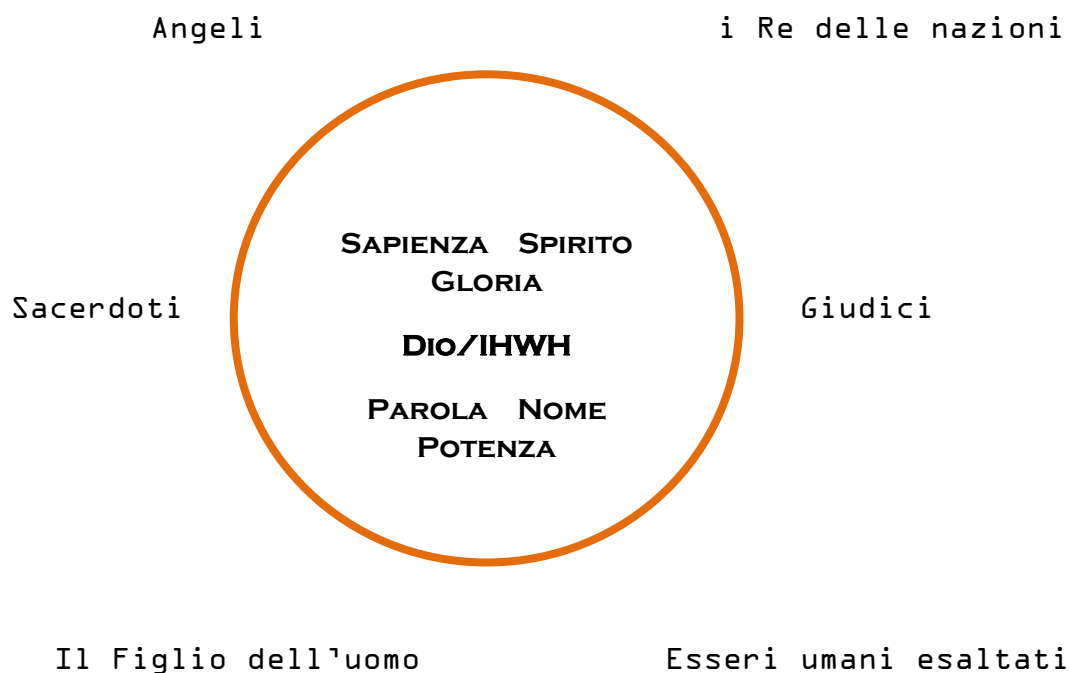 Angeli i Re delle nazioni
Sapienza Spirito
Gloria
Sacerdoti Giudici
Dio/IHWH
Parola Nome
Potenza
Il Figlio dell'uomo Esseri umani esaltati